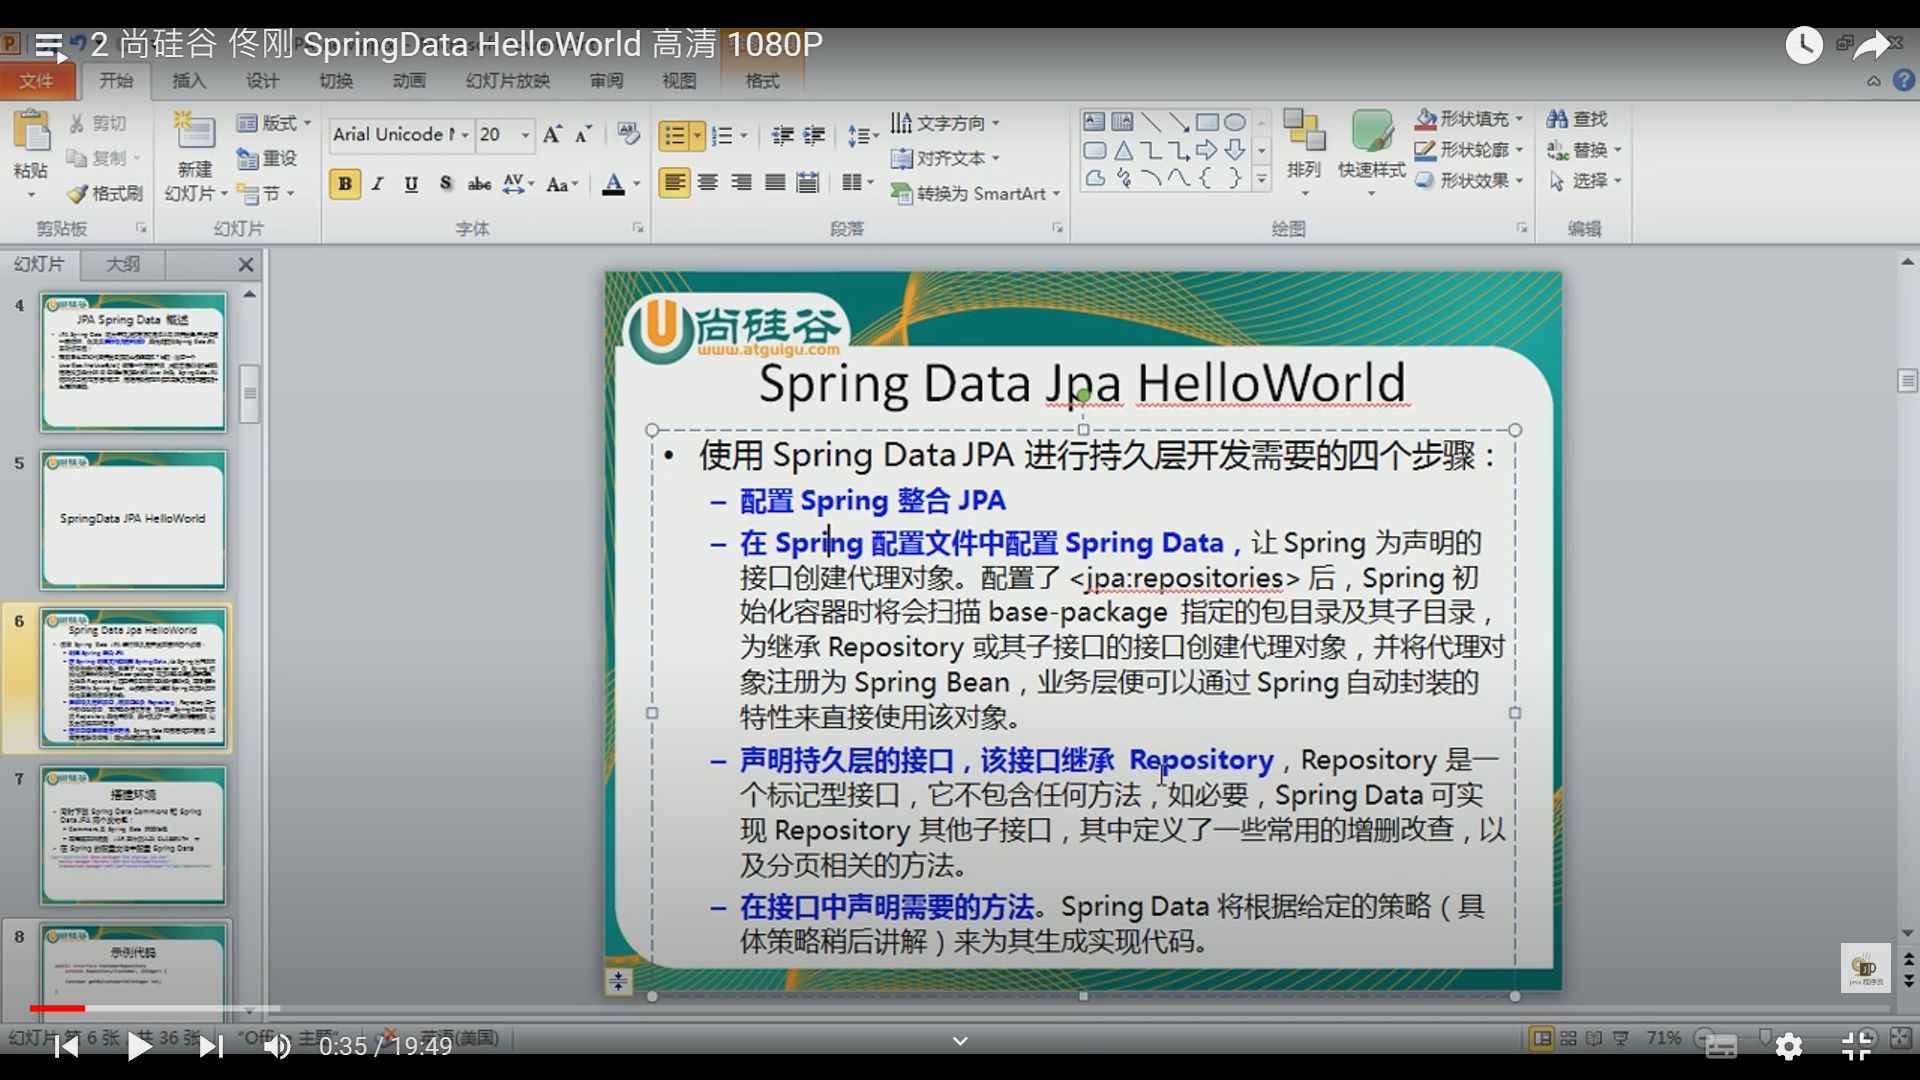 2 尚硅谷 佟刚 SpringData HelloWorld 高清 1080P
文件 开始 插入 设计 切换 动画 幻灯片放映 审阅 视图 格式
粘贴
剪切
复制
格式刷
剪贴板
新建
幻灯片
版式
重设
节
幻灯片
Arial Unicode M 20
B I U S abc AV Aa A
字体
文字方向
对齐文本
转换为 SmartArt
段落
排列
快速样式
形状填充
形状轮廓
形状效果
绘图
查找
替换
选择
编辑
幻灯片 大纲
4
JPA Spring Data 概述
5
SpringData JPA HelloWorld
6
Spring Data Jpa HelloWorld
7
搭建环境
8
示例代码
尚硅谷
www.atguigu.com
Spring Data Jpa HelloWorld
• 使用 Spring Data JPA 进行持久层开发需要的四个步骤：
– 配置 Spring 整合 JPA
– 在 Spring 配置文件中配置 Spring Data，让 Spring 为声明的
接口创建代理对象。配置了 <jpa:repositories> 后，Spring 初
始化容器时将会扫描 base-package 指定的包目录及其子目录，
为继承 Repository 或其子接口的接口创建代理对象，并将代理对
象注册为 Spring Bean，业务层便可以通过 Spring 自动封装的
特性来直接使用该对象。
– 声明持久层的接口，该接口继承 Repository，Repository 是一
个标记型接口，它不包含任何方法，如必要，Spring Data 可实
现 Repository 其他子接口，其中定义了一些常用的增删改查，以
及分页相关的方法。
– 在接口中声明需要的方法。Spring Data 将根据给定的策略（具
体策略稍后讲解）来为其生成实现代码。
java 程序员
幻灯片 第 6 张 共 36 张 主题 英语(美国) 71%
0:35 / 19:49